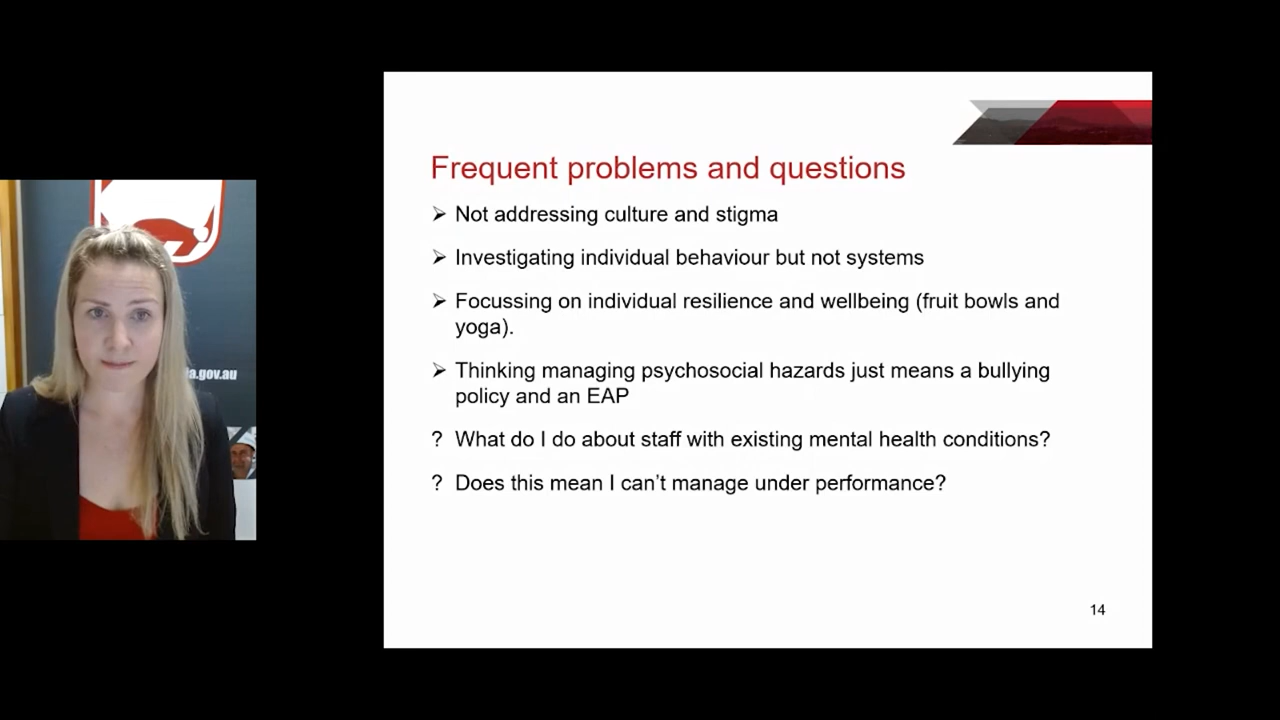 Frequent problems and questions
➢ Not addressing culture and stigma
➢ Investigating individual behaviour but not systems
➢ Focussing on individual resilience and wellbeing (fruit bowls and
yoga).
➢ Thinking managing psychosocial hazards just means a bullying
policy and an EAP
? What do I do about staff with existing mental health conditions?
? Does this mean I can’t manage under performance?
14
a.gov.au